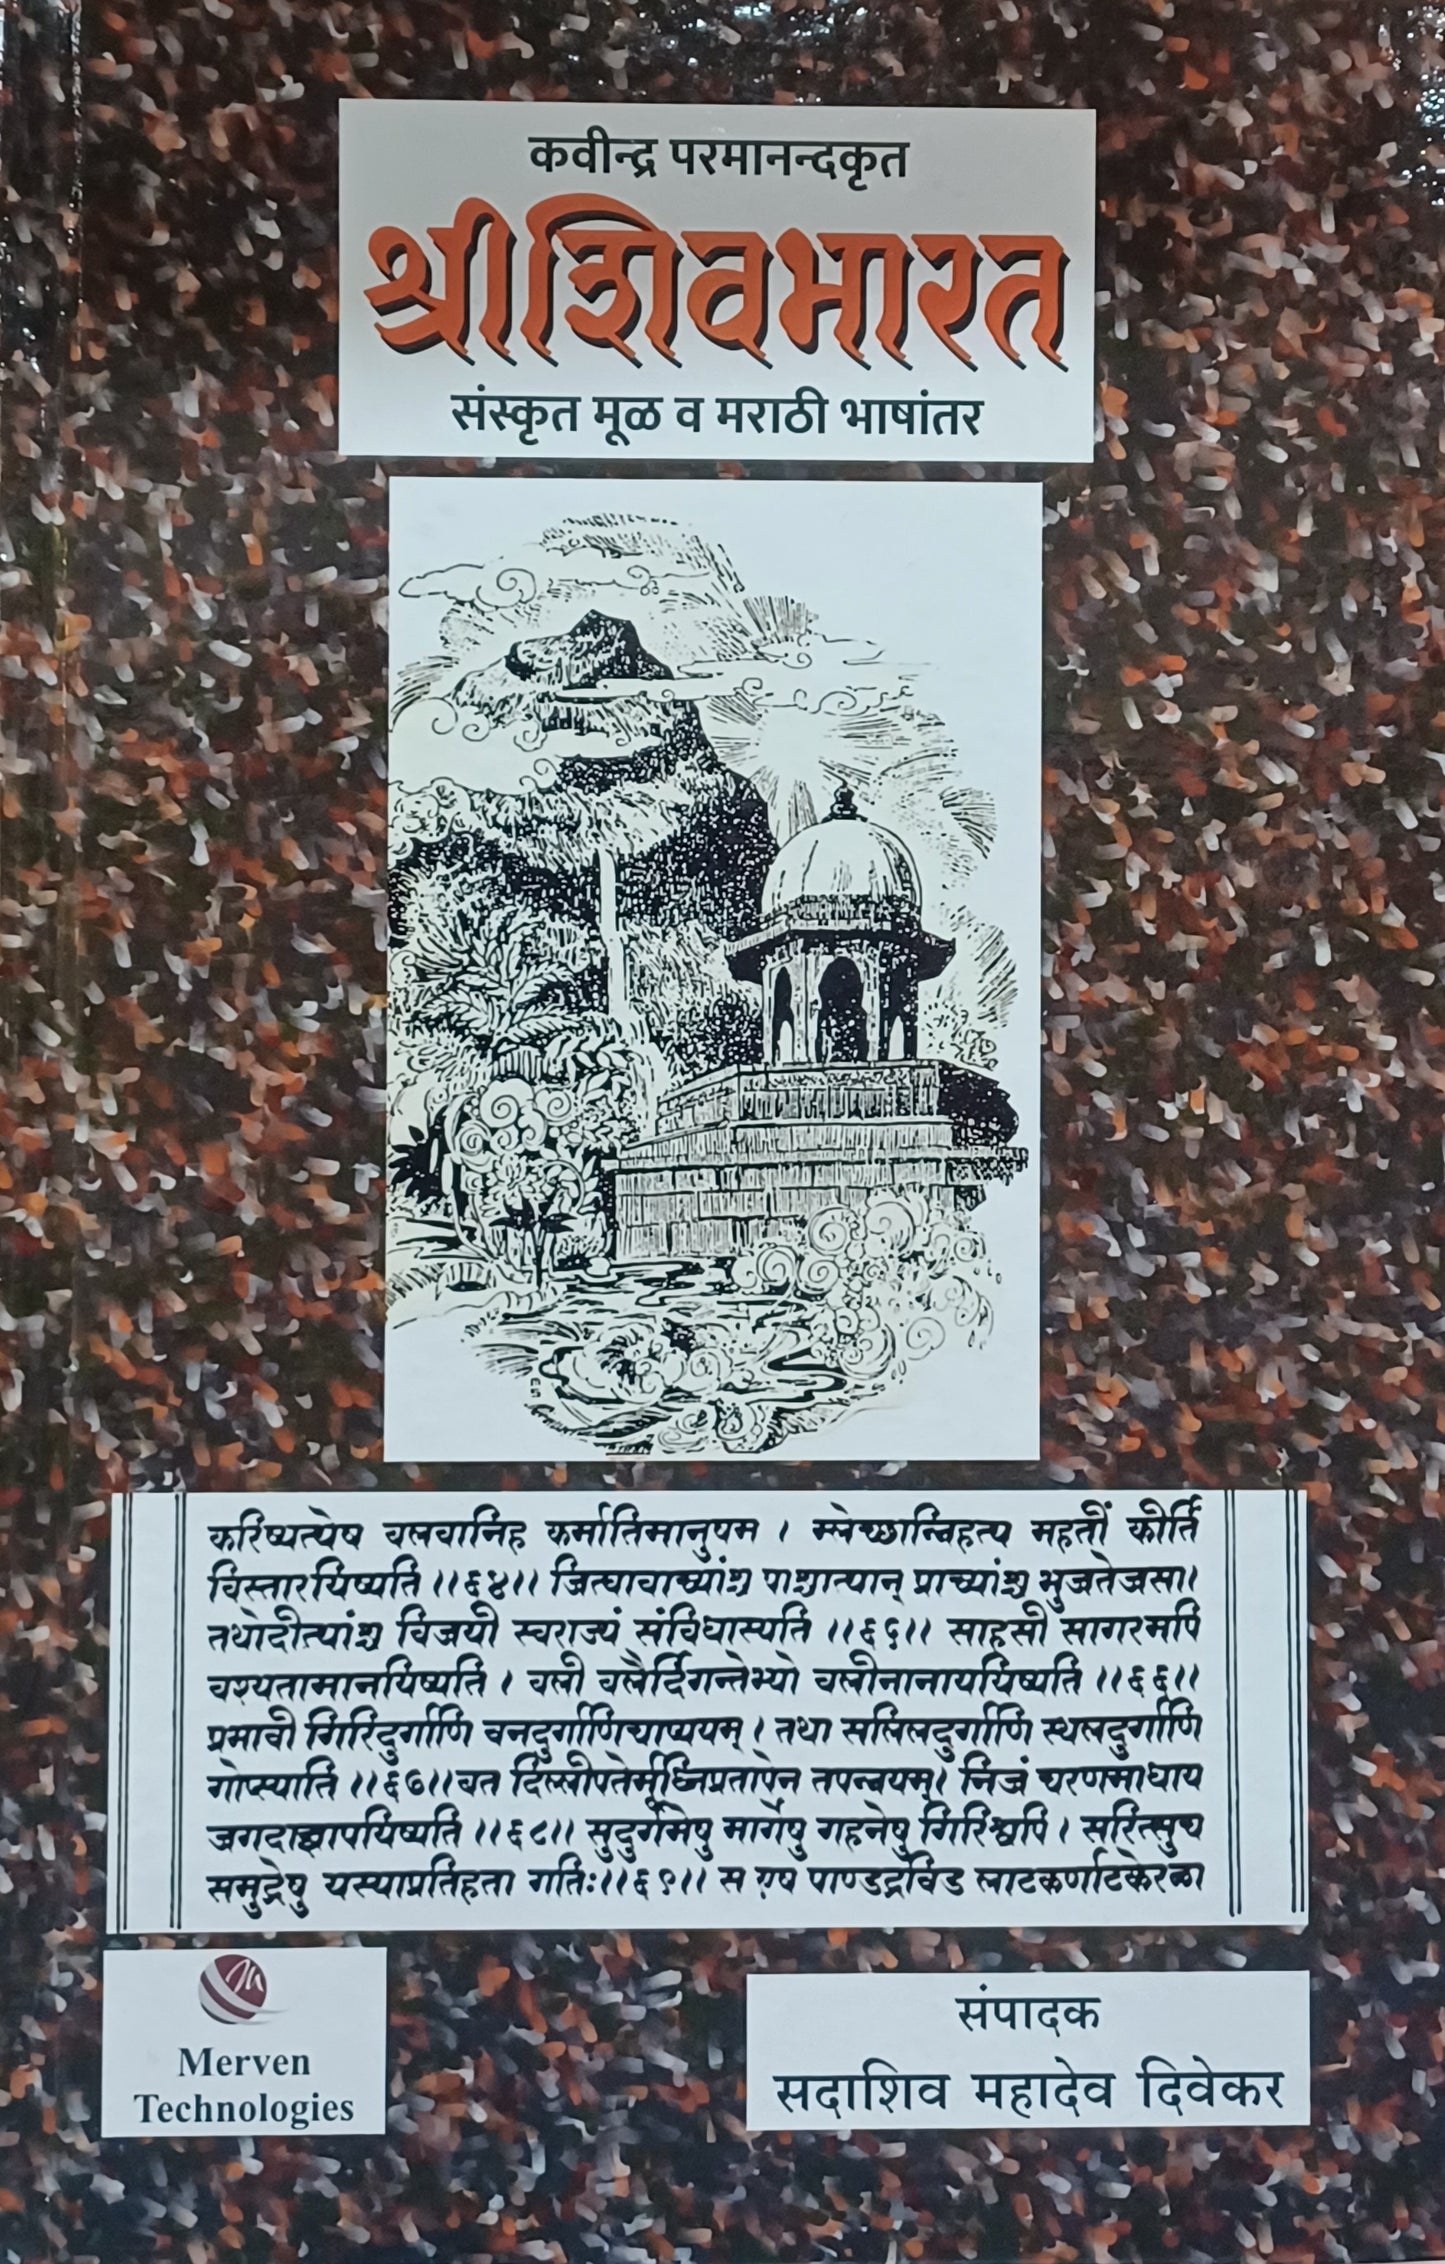 कवीन्द्र परमानन्दकृत
श्रीशिवभारत
संस्कृत मूळ व मराठी भाषांतर
करिष्यत्येष बलवानिह कर्मातिमानुषम । म्लेच्छान्विहत्य महतीं कीर्तिं
विस्तारयिष्यति ॥६४॥ जित्वावाच्यांश्च पाश्चात्यान् प्राच्यांश्च भुजतेजसा।
तथोदीत्यांश्च विजयी स्वराज्यं संविधास्यति ॥६५॥ साहसी सागरमपि
वश्यतामानयिष्यति । बली बलैर्दिगन्तेभ्यो बलीनानाययिष्यति ॥६६॥
प्रभावी गिरिदुर्गाणि वनदुर्गाणिचाप्ययम् । तथा सलिलदुर्गाणि स्थलदुर्गाणि
गोप्स्याति ॥६७॥ बत दिल्लीपतेर्मूध्निप्रतापेन तपन्वयम्। निजं चरणमाधाय
जगदाज्ञापयिष्यति ॥६८॥ सुदुर्गमेषु मार्गेषु गहनेषु गिरिश्वपि । सरित्सुच
समुद्रेषु यस्याप्रतिहता गतिः॥६९॥ स एष पाण्डद्रविड लाटकर्णाटकेरळा
Merven
Technologies
संपादक
सदाशिव महादेव दिवेकर